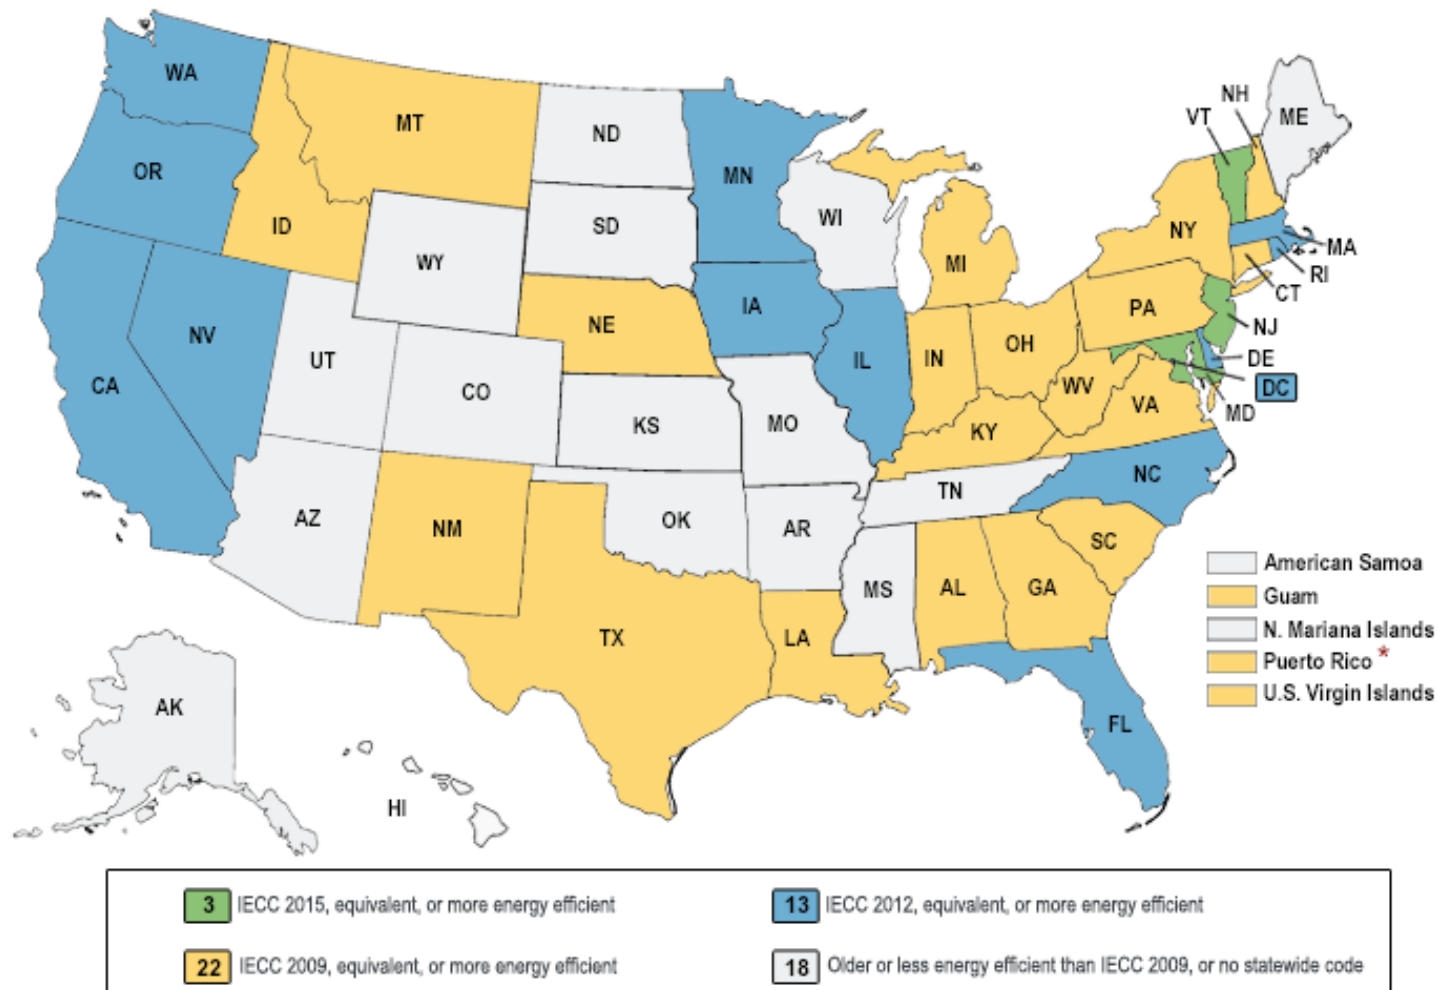 WA
MT
ND
MN
VT
NH
ME
OR
ID
SD
WI
MI
NY
MA
RI
CT
WY
NE
IA
PA
NJ
NV
UT
CO
IL
IN
OH
DE
DC
MD
CA
KS
MO
KY
WV
VA
AZ
NM
OK
AR
TN
NC
SC
MS
AL
GA
TX
LA
FL
AK
HI
American Samoa
Guam
N. Mariana Islands
Puerto Rico *
U.S. Virgin Islands
3 IECC 2015, equivalent, or more energy efficient
13 IECC 2012, equivalent, or more energy efficient
22 IECC 2009, equivalent, or more energy efficient
18 Older or less energy efficient than IECC 2009, or no statewide code